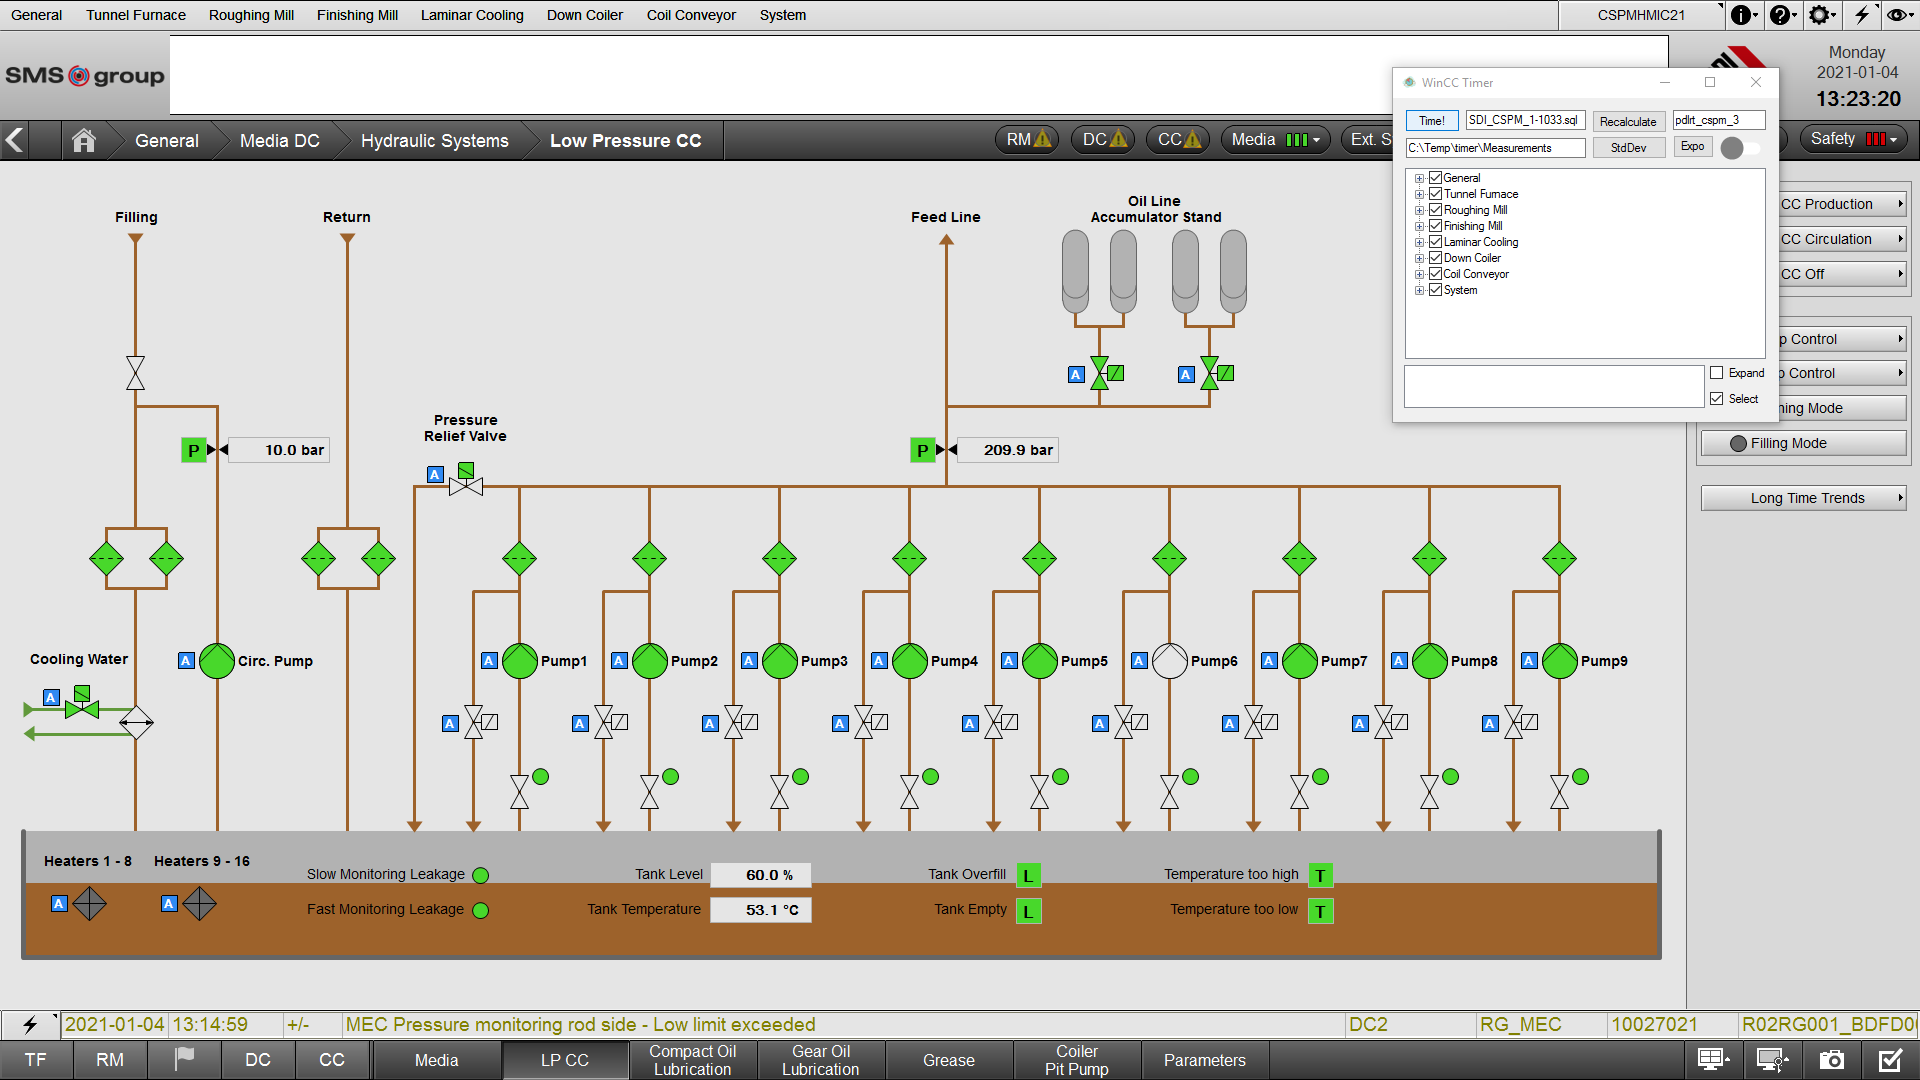 General Tunnel Furnace Roughing Mill Finishing Mill Laminar Cooling Down Coiler Coil Conveyor System CSPMHMIC21
SMS group
Monday
2021-01-04
13:23:20
WinCC Timer
Time! SDI_CSPM_1-1033.sql Recalculate pdlrt_cspm_3
C:\Temp\timer\Measurements StdDev Expo
General
Tunnel Furnace
Roughing Mill
Finishing Mill
Laminar Cooling
Down Coiler
Coil Conveyor
System
Expand
Select
General Media DC Hydraulic Systems Low Pressure CC RM DC CC Media Ext. S Safety
CC Production
CC Circulation
CC Off
p Control
o Control
ning Mode
Filling Mode
Long Time Trends
Filling Return Feed Line
Oil Line
Accumulator Stand
A A
Pressure
Relief Valve
P 10.0 bar
P 209.9 bar
A
Cooling Water
A
A Circ. Pump A Pump1 A Pump2 A Pump3 A Pump4 A Pump5 A Pump6 A Pump7 A Pump8 A Pump9
A A A A A A A A A
Heaters 1 - 8 Heaters 9 - 16
A A
Slow Monitoring Leakage Tank Level 60.0 % Tank Overfill L Temperature too high T
Fast Monitoring Leakage Tank Temperature 53.1 °C Tank Empty L Temperature too low T
2021-01-04 13:14:59 +/- MEC Pressure monitoring rod side - Low limit exceeded DC2 RG_MEC 10027021 R02RG001_BDFD0
TF RM DC CC Media LP CC
Compact Oil
Lubrication
Gear Oil
Lubrication
Grease
Coiler
Pit Pump
Parameters